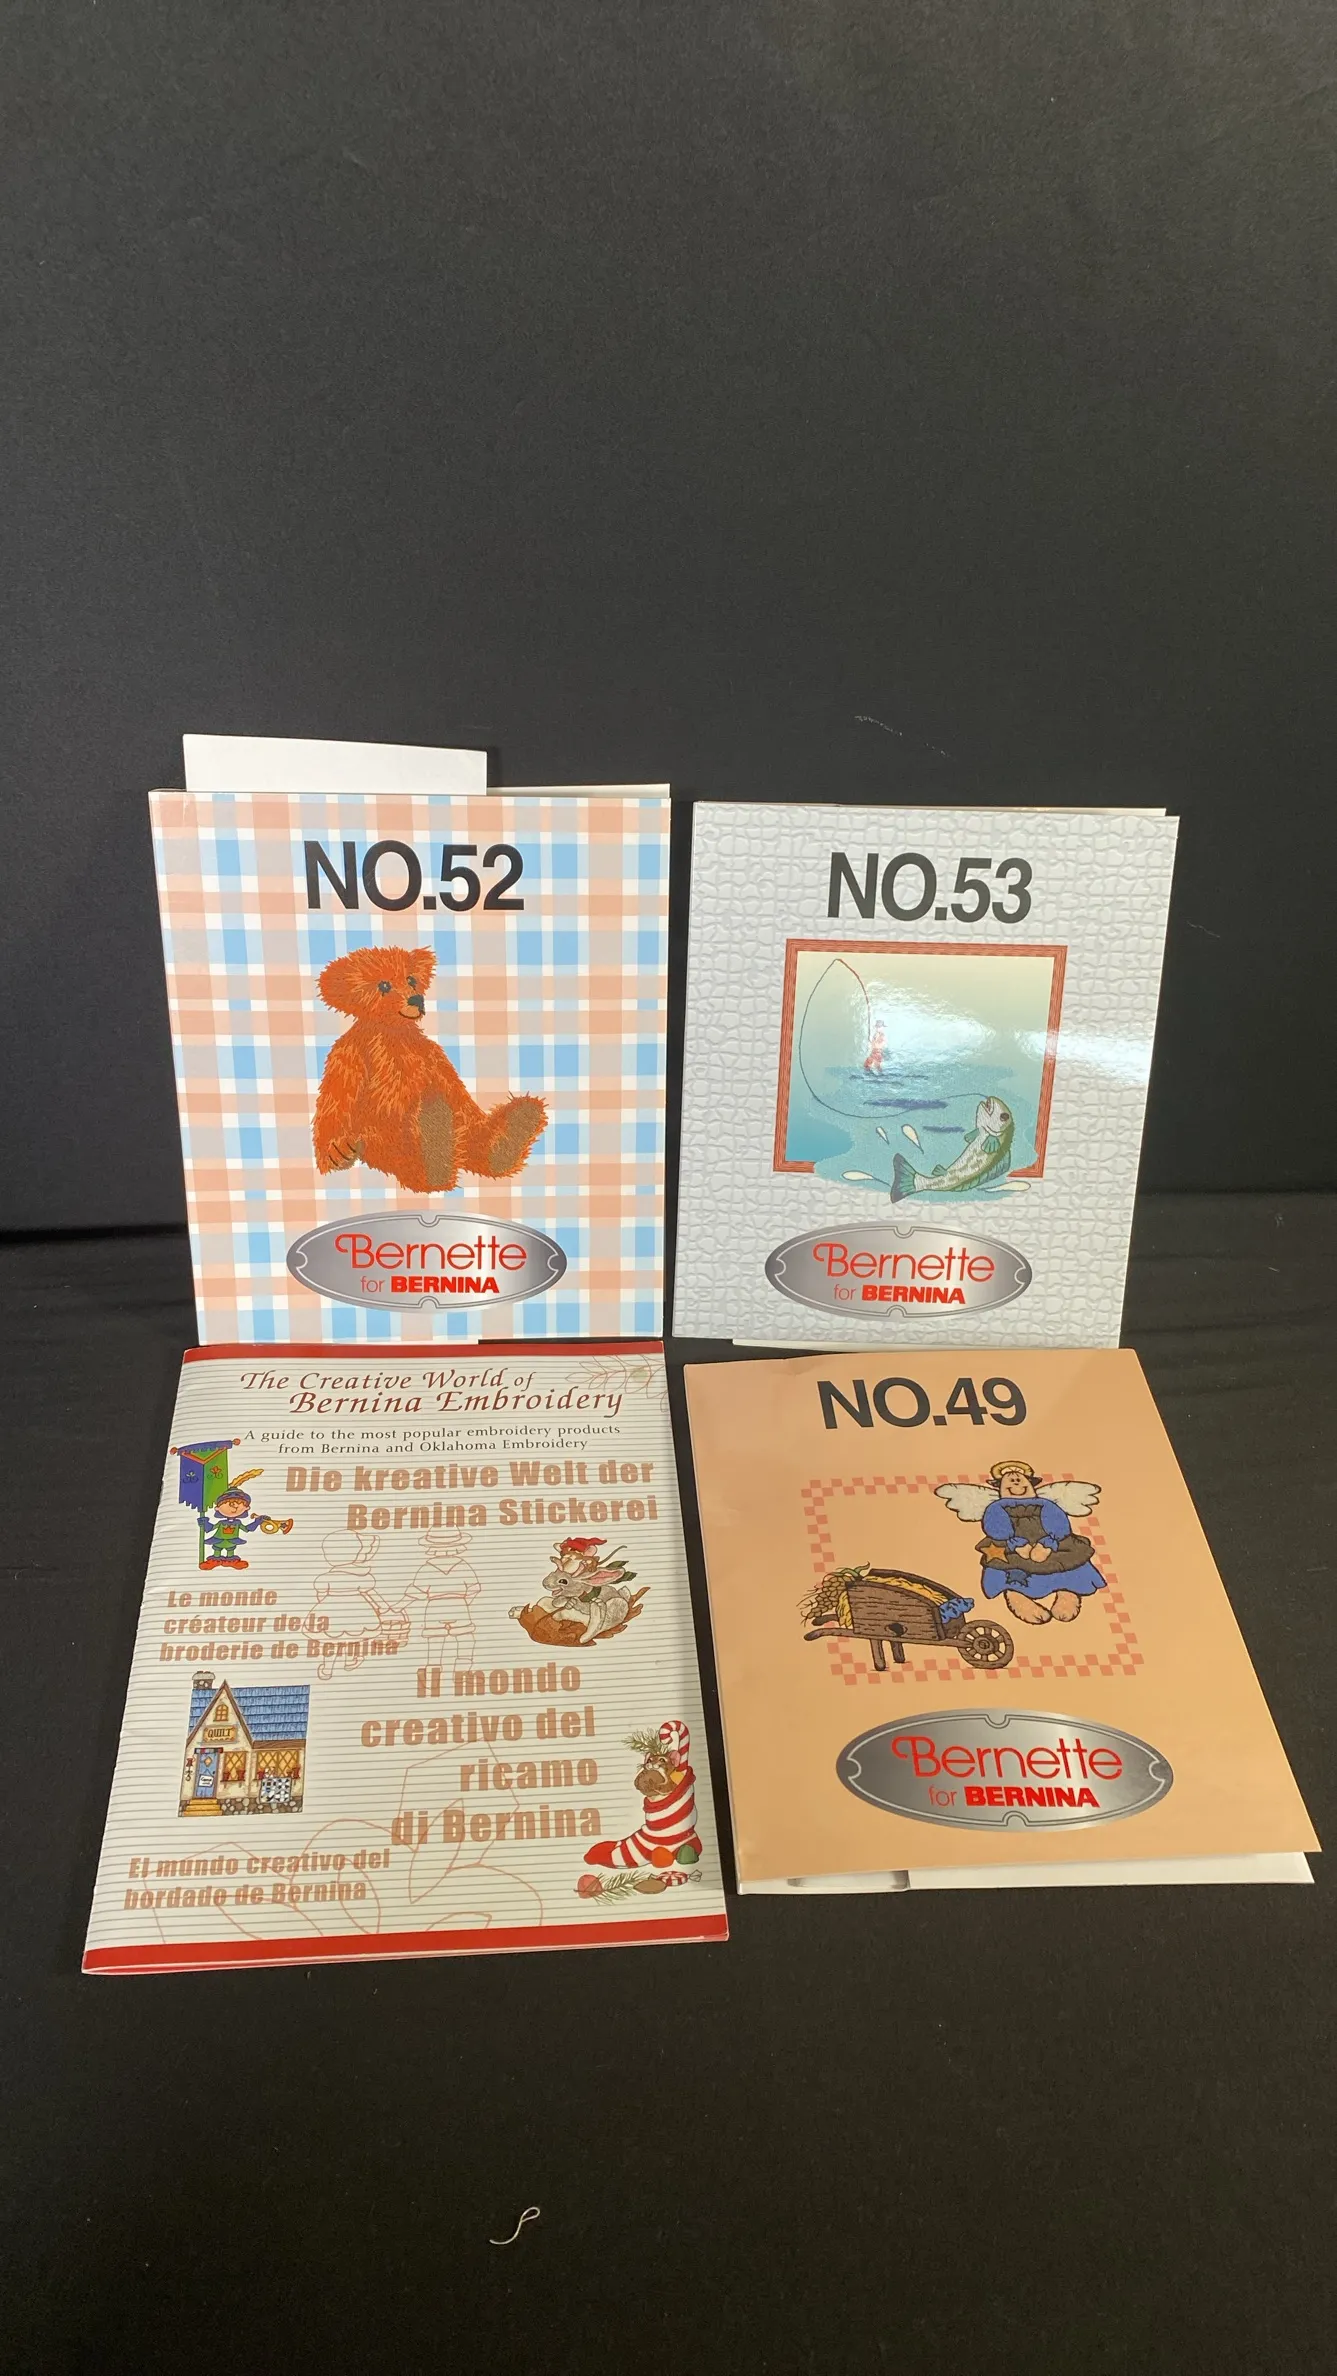 NO.52
Bernette
for BERNINA
NO.53
Bernette
for BERNINA
The Creative World of
Bernina Embroidery
A guide to the most popular embroidery products
from Bernina and Oklahoma Embroidery
Die kreative Welt der
Bernina Stickerei
Le monde
créateur de la
broderie de Bernina
QUILT
Il mondo
creativo del
ricamo
di Bernina
El mundo creativo del
bordado de Bernina
NO.49
Bernette
for BERNINA